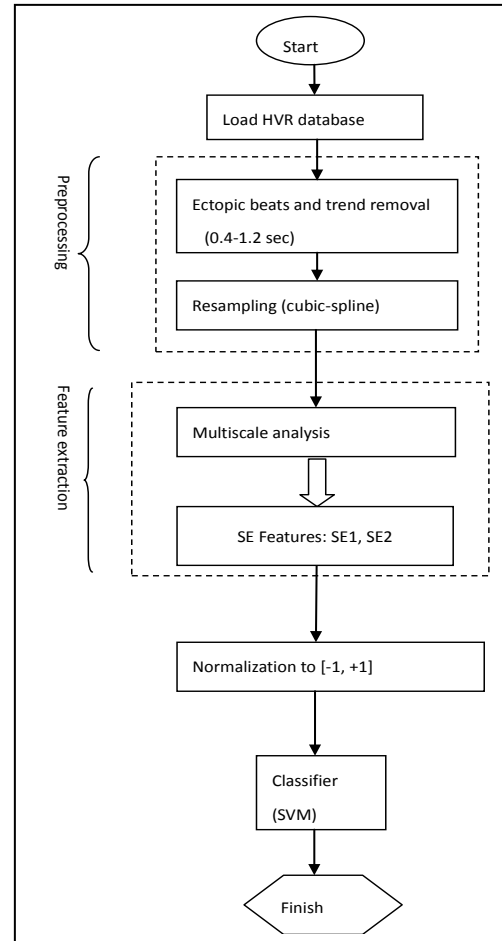 Start
Load HVR database
Preprocessing
Ectopic beats and trend removal
(0.4-1.2 sec)
Resampling (cubic-spline)
Feature extraction
Multiscale analysis
SE Features: SE1, SE2
Normalization to [-1, +1]
Classifier
(SVM)
Finish